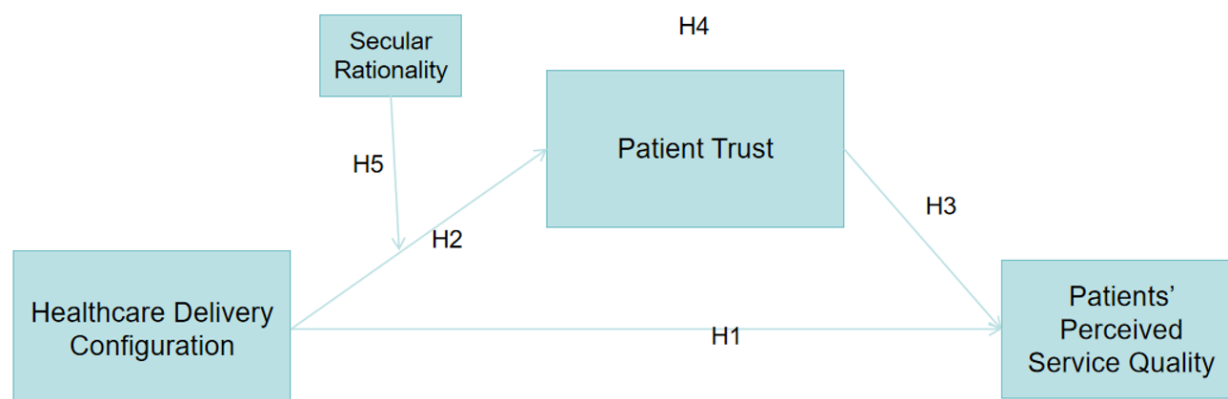 H4
Secular
Rationality
Patient Trust
H5
H3
H2
Healthcare Delivery
Configuration
H1
Patients’
Perceived
Service Quality